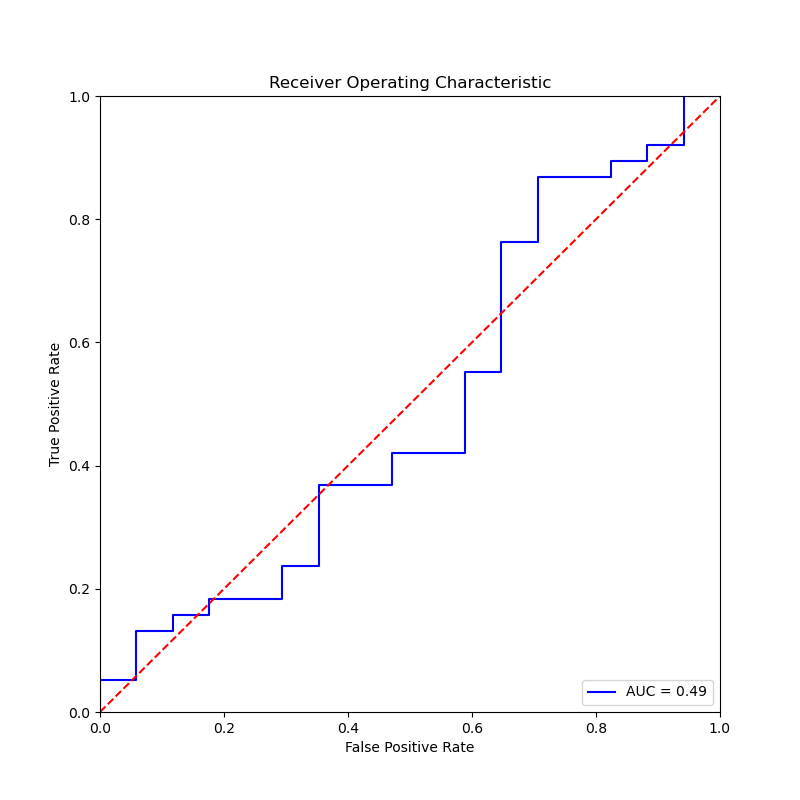 Receiver Operating Characteristic
1.0
0.8
0.6
0.4
0.2
0.0
True Positive Rate
AUC = 0.49
0.0 0.2 0.4 0.6 0.8 1.0
False Positive Rate